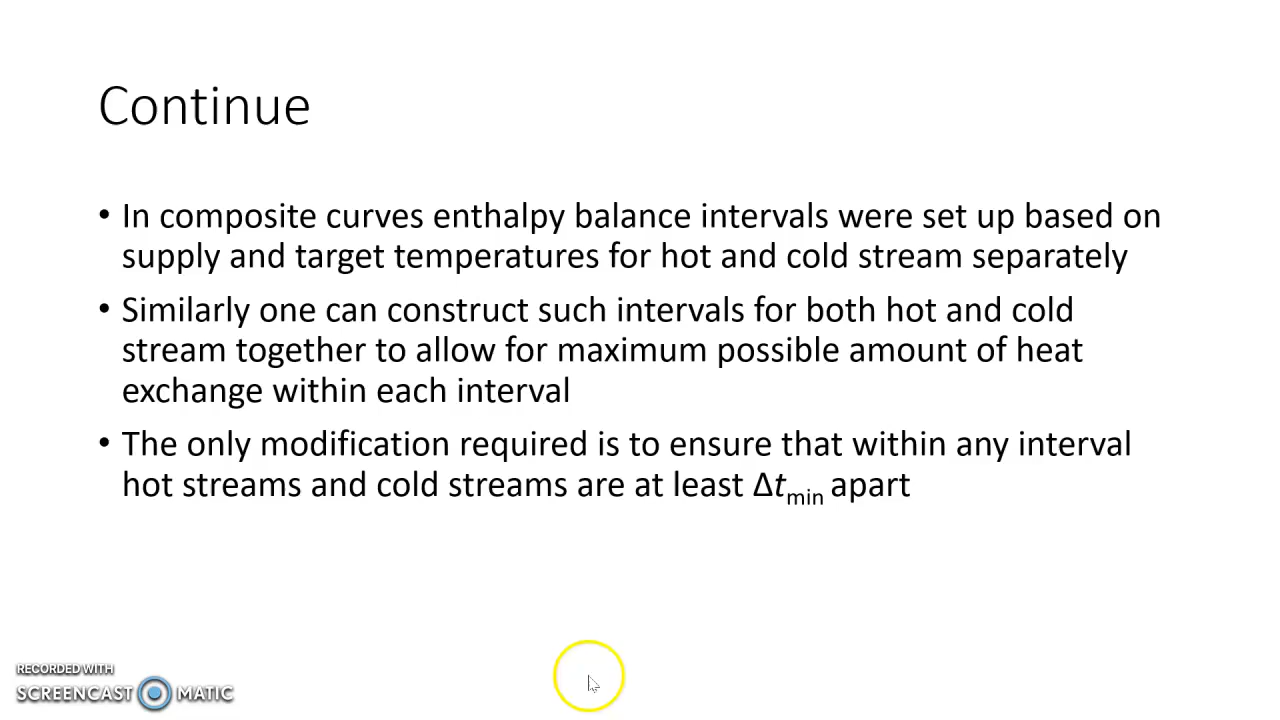 Continue
• In composite curves enthalpy balance intervals were set up based on
supply and target temperatures for hot and cold stream separately
• Similarly one can construct such intervals for both hot and cold
stream together to allow for maximum possible amount of heat
exchange within each interval
• The only modification required is to ensure that within any interval
hot streams and cold streams are at least Δtmin apart
RECORDED WITH
SCREENCAST MATIC